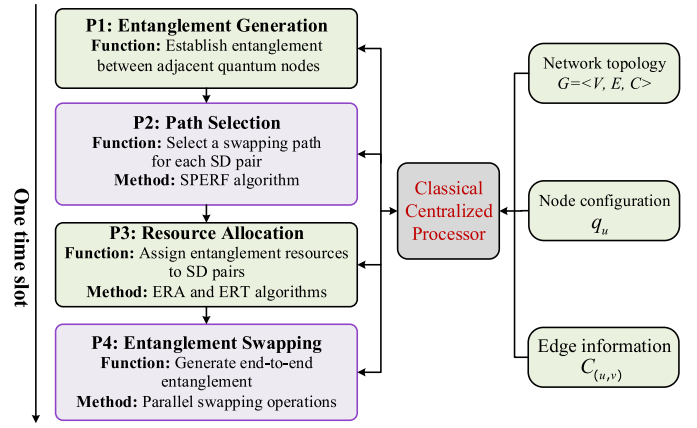 One time slot
P1: Entanglement Generation
Function: Establish entanglement
between adjacent quantum nodes
P2: Path Selection
Function: Select a swapping path
for each SD pair
Method: SPERF algorithm
P3: Resource Allocation
Function: Assign entanglement resources
to SD pairs
Method: ERA and ERT algorithms
P4: Entanglement Swapping
Function: Generate end-to-end
entanglement
Method: Parallel swapping operations
Classical
Centralized
Processor
Network topology
G=<V, E, C>
Node configuration
q_u
Edge information
C_(u,v)